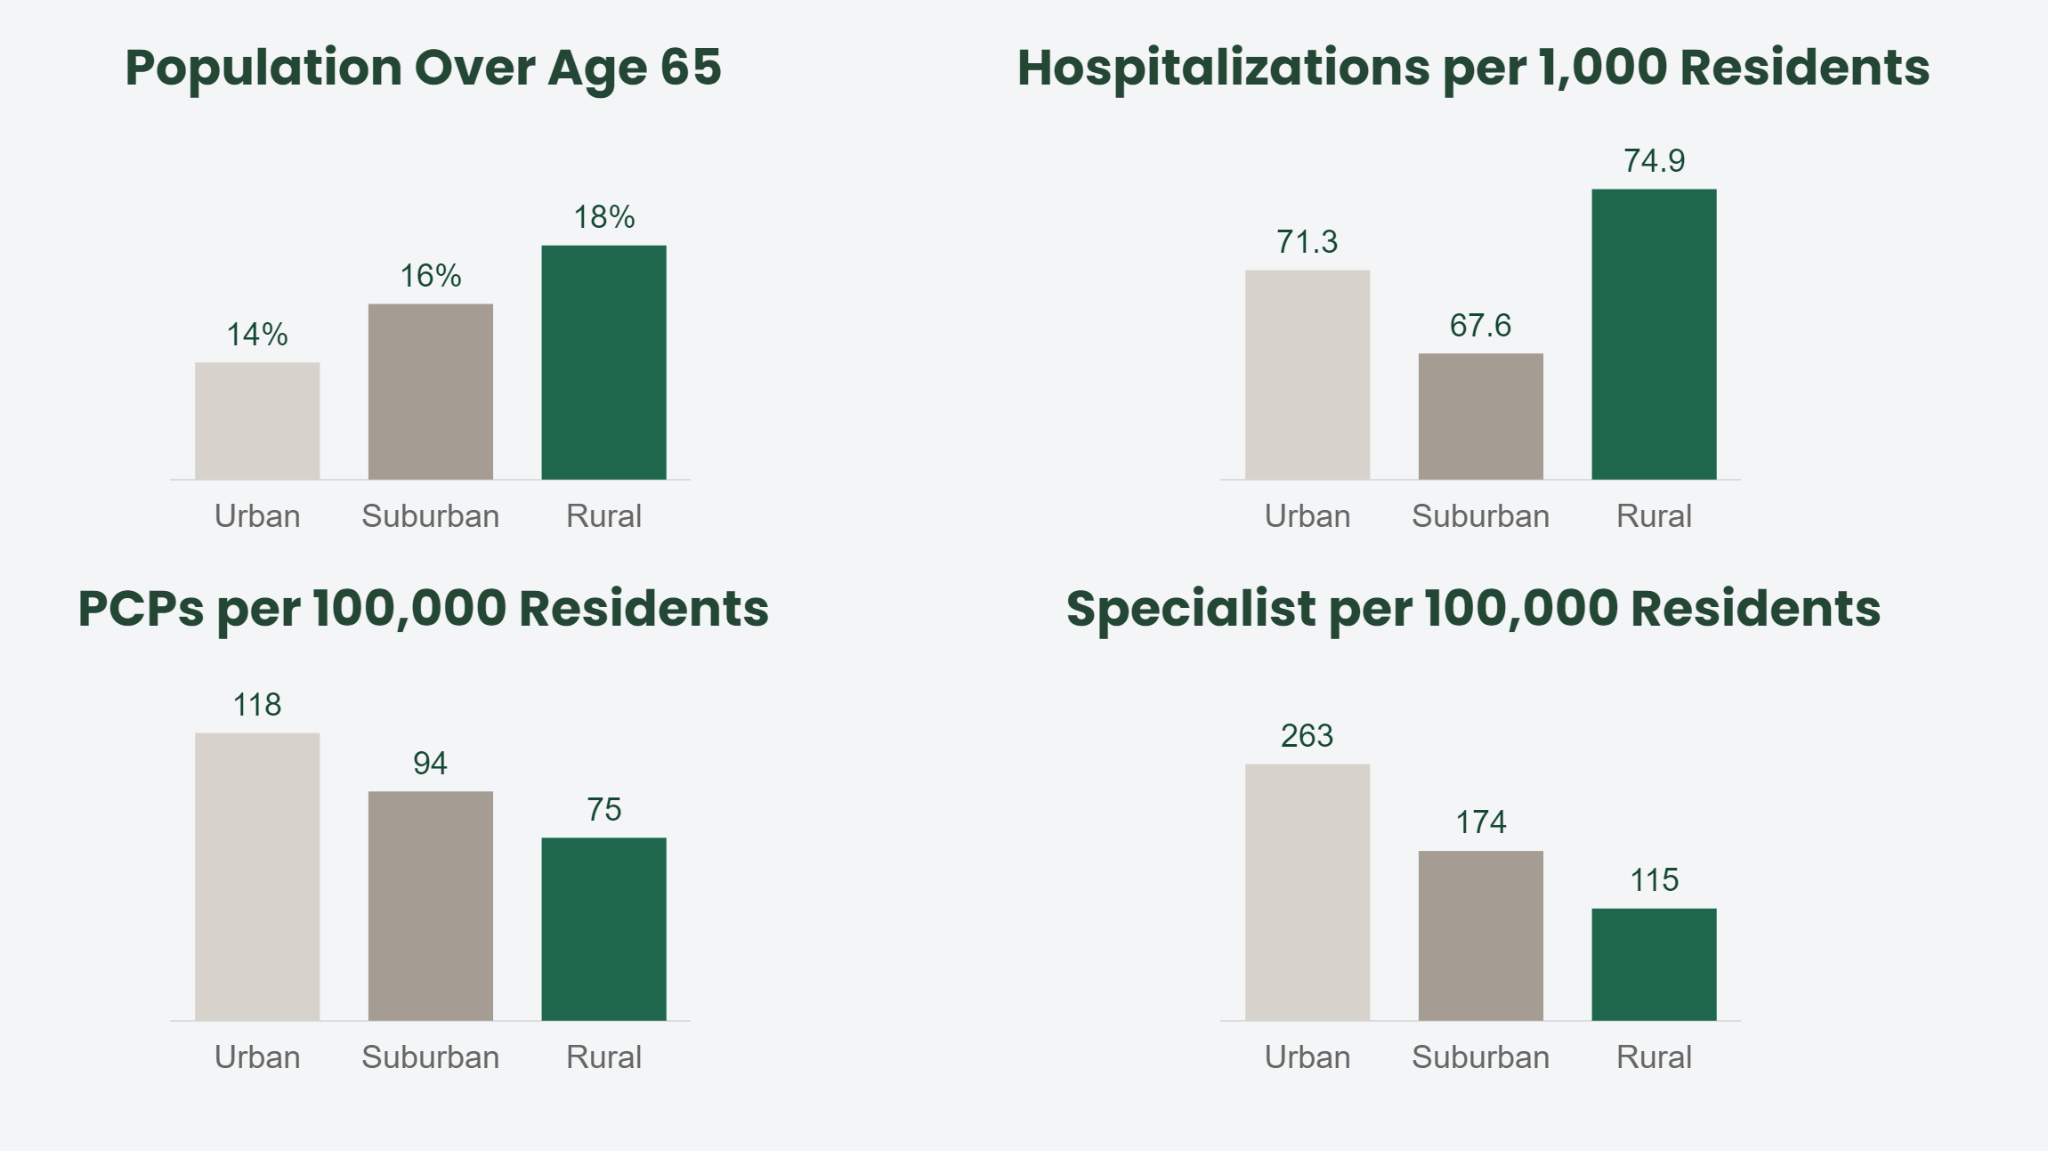 Population Over Age 65
18%
16%
14%
Urban Suburban Rural
Hospitalizations per 1,000 Residents
74.9
71.3
67.6
Urban Suburban Rural
PCPs per 100,000 Residents
118
94
75
Urban Suburban Rural
Specialist per 100,000 Residents
263
174
115
Urban Suburban Rural